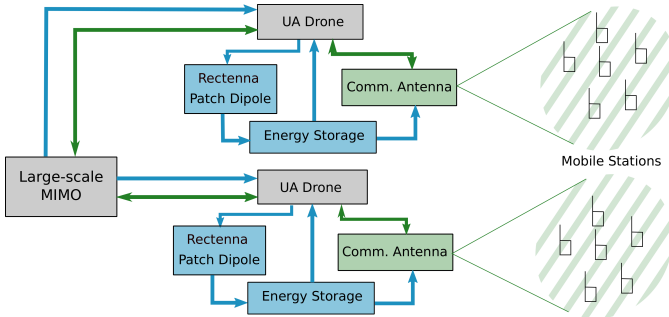 UA Drone
Rectenna
Patch Dipole
Comm. Antenna
Energy Storage
Mobile Stations
Large-scale
MIMO
UA Drone
Rectenna
Patch Dipole
Comm. Antenna
Energy Storage